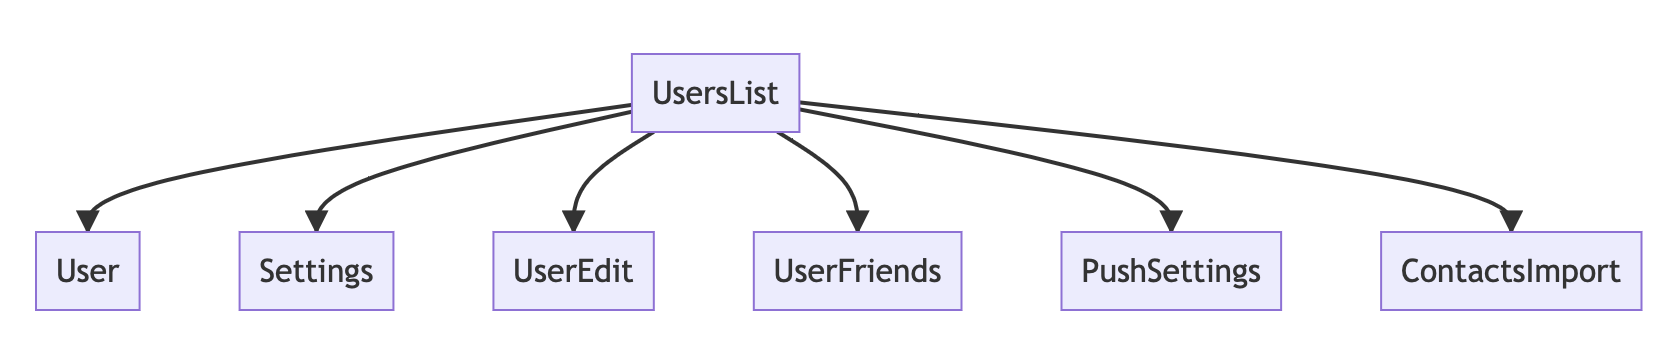 UsersList
User
Settings
UserEdit
UserFriends
PushSettings
ContactsImport